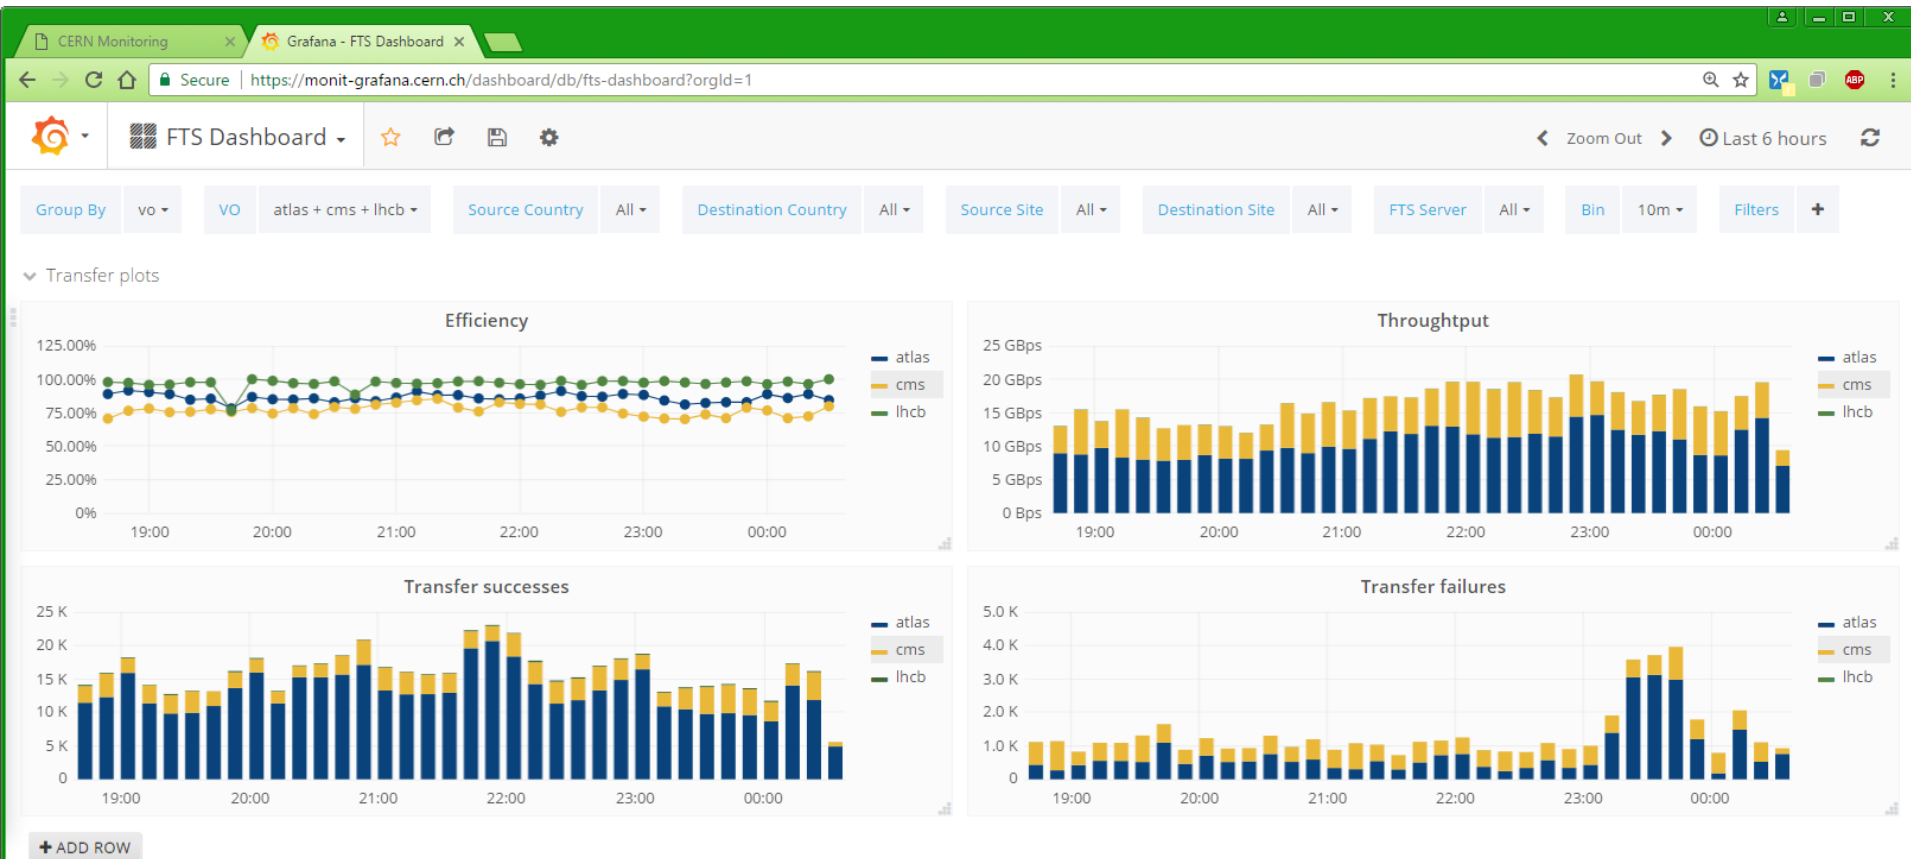 CERN Monitoring
Grafana - FTS Dashboard
Secure
https://monit-grafana.cern.ch/dashboard/db/fts-dashboard?orgId=1
ABP
FTS Dashboard
Zoom Out
Last 6 hours
Group By vo VO atlas + cms + lhcb Source Country All Destination Country All Source Site All Destination Site All FTS Server All Bin 10m Filters +
Transfer plots
Efficiency
125.00%
100.00%
75.00%
50.00%
25.00%
0%
19:00 20:00 21:00 22:00 23:00 00:00
atlas
cms
lhcb
Throughtput
25 GBps
20 GBps
15 GBps
10 GBps
5 GBps
0 Bps
19:00 20:00 21:00 22:00 23:00 00:00
atlas
cms
lhcb
Transfer successes
25 K
20 K
15 K
10 K
5 K
0
19:00 20:00 21:00 22:00 23:00 00:00
atlas
cms
lhcb
Transfer failures
5.0 K
4.0 K
3.0 K
2.0 K
1.0 K
0
19:00 20:00 21:00 22:00 23:00 00:00
atlas
cms
lhcb
+ ADD ROW